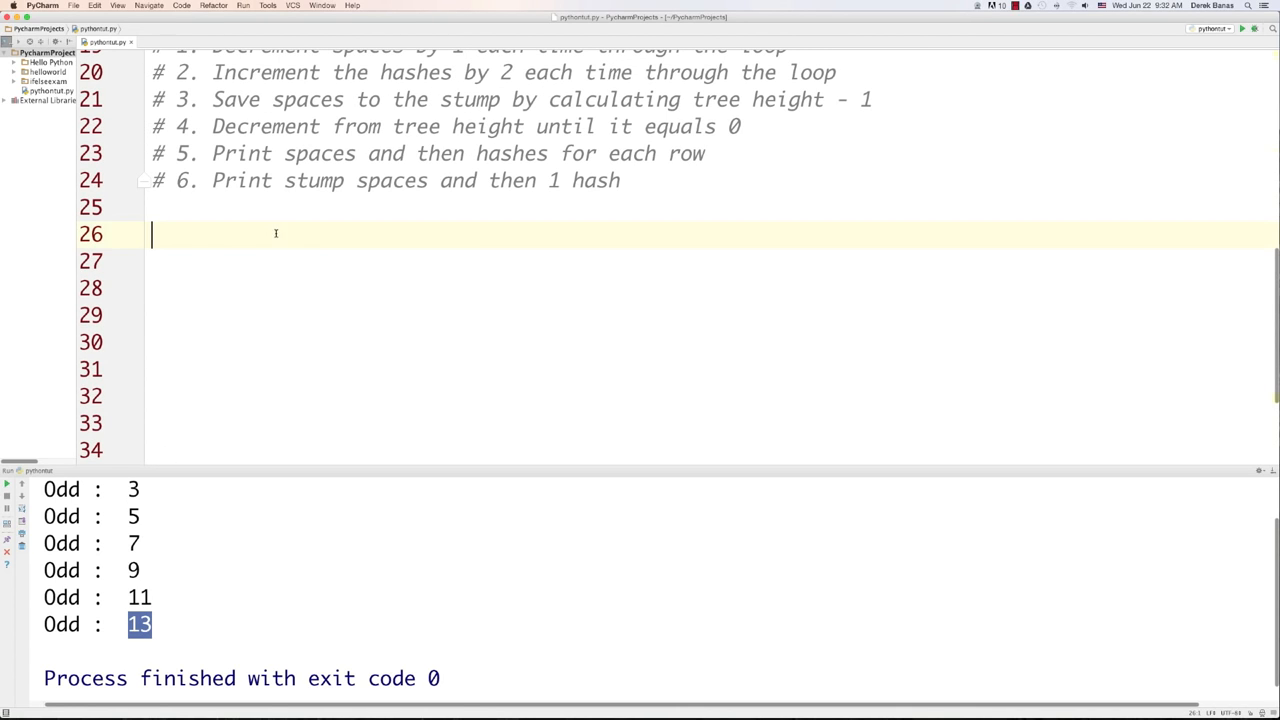 PyCharm File Edit View Navigate Code Refactor Run Tools VCS Window Help
10 Wed Jun 22 9:32 AM Derek Banas
pythontut.py - PycharmProjects - [~/PycharmProjects]
PycharmProjects pythontut.py
pythontut
pythontut.py
PycharmProject
Hello Python
helloworld
ifelseexam
pythontut.py
External Librarie
19 # 1. Decrement spaces by 1 each time through the loop
20 # 2. Increment the hashes by 2 each time through the loop
21 # 3. Save spaces to the stump by calculating tree height - 1
22 # 4. Decrement from tree height until it equals 0
23 # 5. Print spaces and then hashes for each row
24 # 6. Print stump spaces and then 1 hash
25
26
27
28
29
30
31
32
33
34
Run pythontut
Odd : 3
Odd : 5
Odd : 7
Odd : 9
Odd : 11
Odd : 13
Process finished with exit code 0
26:1 LF UTF-8